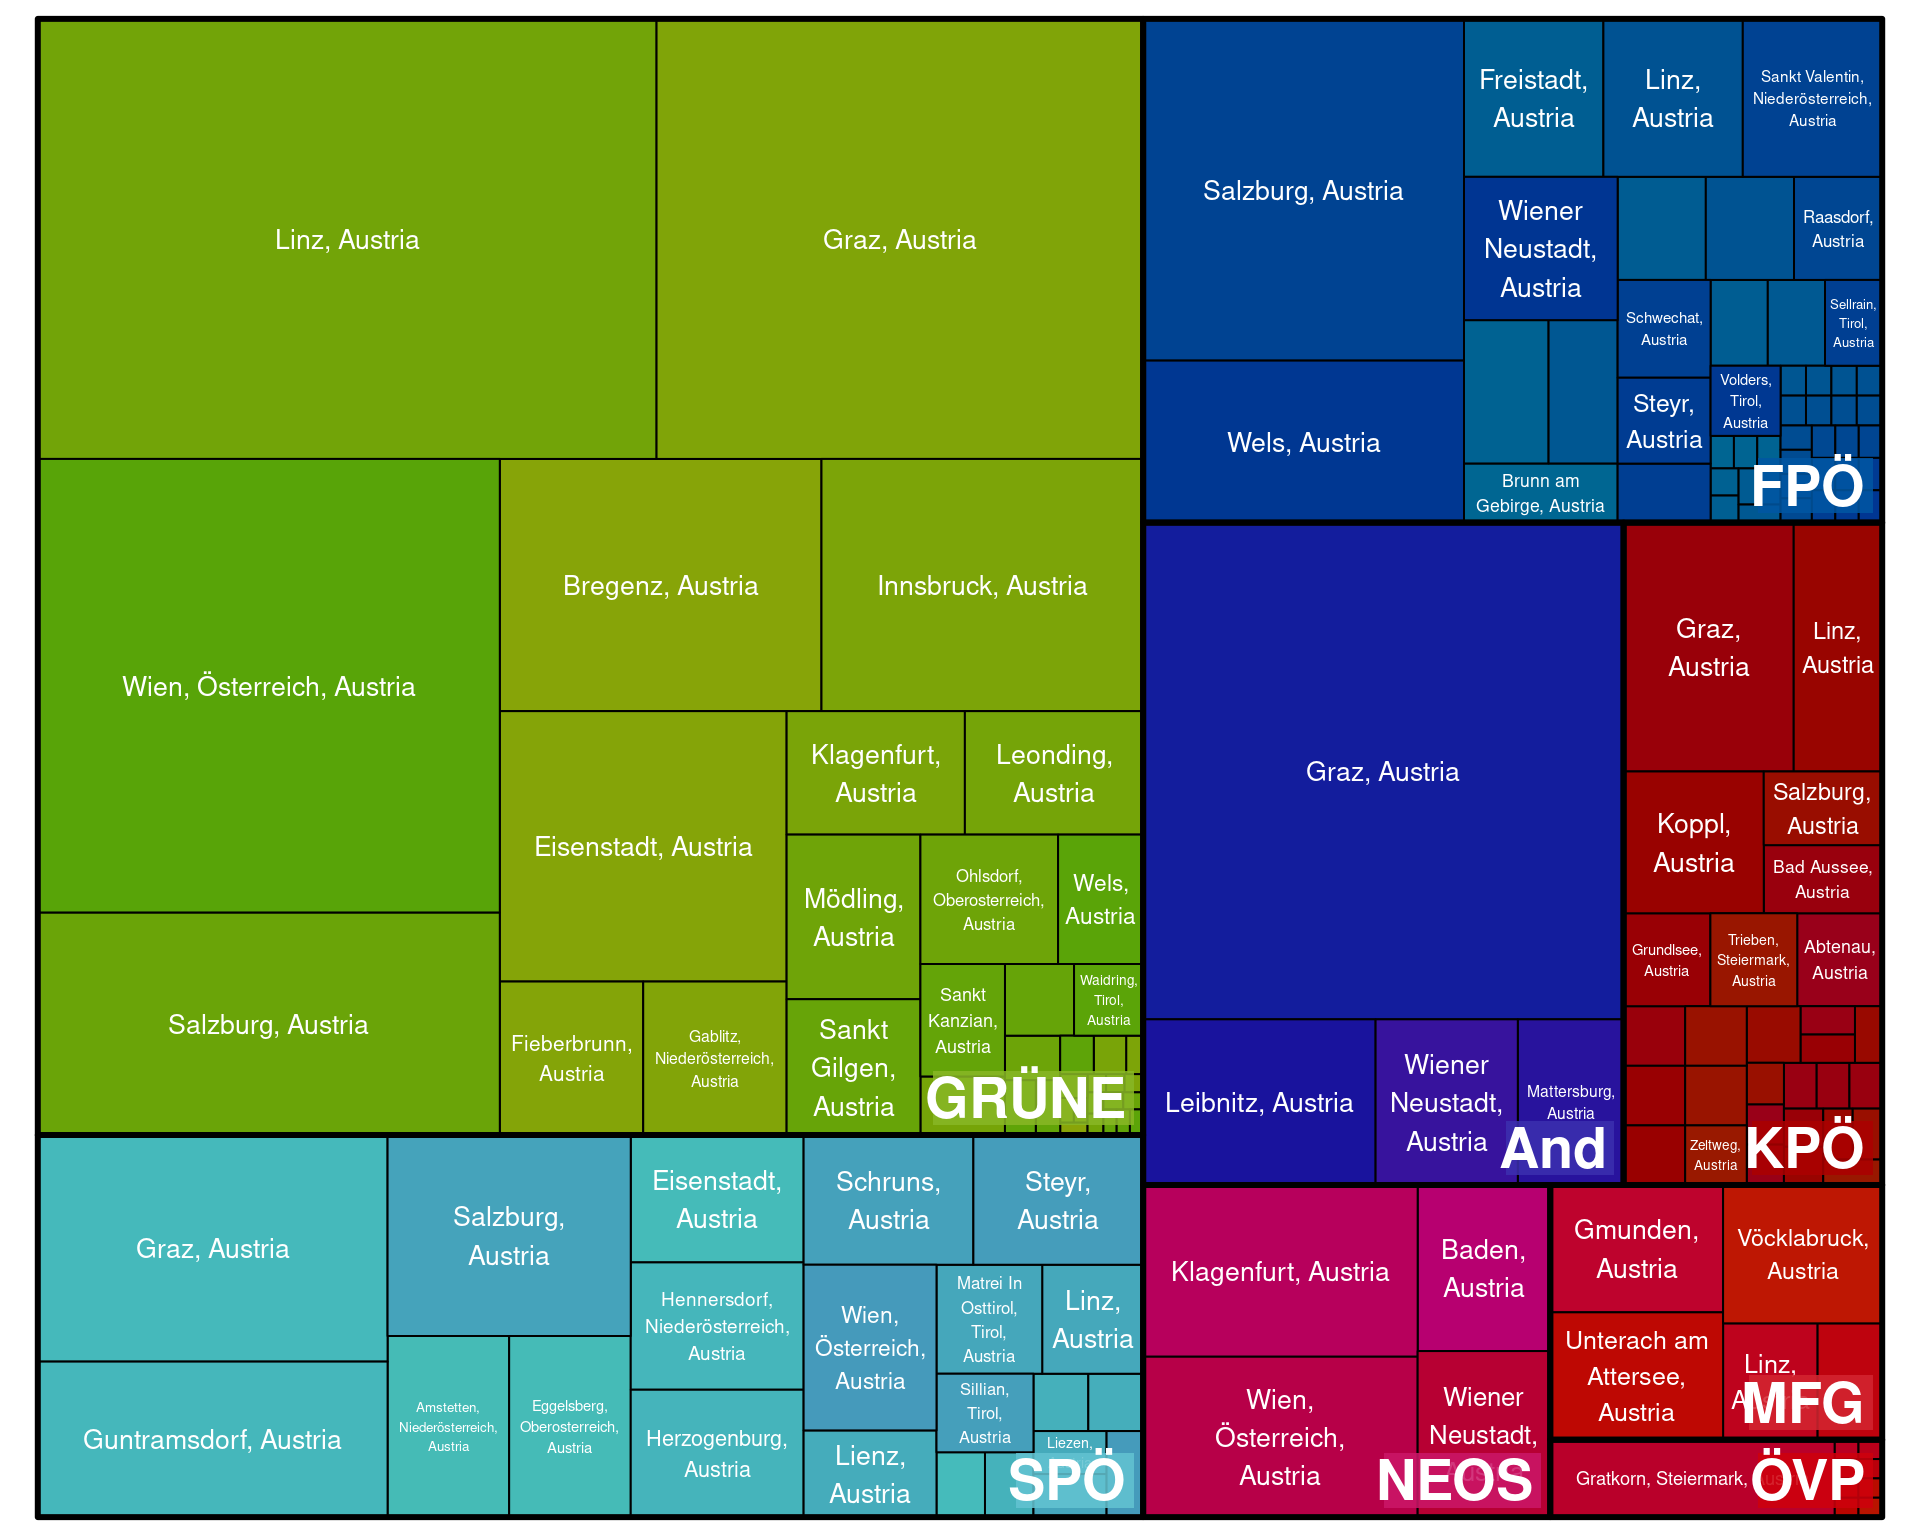 Linz, Austria
Graz, Austria
Wien, Österreich, Austria
Bregenz, Austria
Innsbruck, Austria
Eisenstadt, Austria
Klagenfurt,
Austria
Leonding,
Austria
Mödling,
Austria
Ohlsdorf,
Oberosterreich,
Austria
Wels,
Austria
Salzburg, Austria
Fieberbrunn,
Austria
Gablitz,
Niederösterreich,
Austria
Sankt
Gilgen,
Austria
Sankt
Kanzian,
Austria
Waidring,
Tirol,
Austria
GRÜNE
Graz, Austria
Salzburg,
Austria
Eisenstadt,
Austria
Schruns,
Austria
Steyr,
Austria
Hennersdorf,
Niederösterreich,
Austria
Wien,
Österreich,
Austria
Matrei In
Osttirol,
Tirol,
Austria
Linz,
Austria
Guntramsdorf, Austria
Amstetten,
Niederösterreich,
Austria
Eggelsberg,
Oberosterreich,
Austria
Herzogenburg,
Austria
Sillian,
Tirol,
Austria
Lienz,
Austria
Liezen,
SPÖ
Salzburg, Austria
Freistadt,
Austria
Linz,
Austria
Sankt Valentin,
Niederösterreich,
Austria
Wiener
Neustadt,
Austria
Raasdorf,
Austria
Schwechat,
Austria
Sellrain,
Tirol,
Austria
Volders,
Tirol,
Austria
Steyr,
Austria
Wels, Austria
Brunn am
Gebirge, Austria
FPÖ
Graz, Austria
Leibnitz, Austria
Wiener
Neustadt,
Austria
Mattersburg,
Austria
And
Graz,
Austria
Linz,
Austria
Koppl,
Austria
Salzburg,
Austria
Bad Aussee,
Austria
Grundlsee,
Austria
Trieben,
Steiermark,
Austria
Abtenau,
Austria
Zeltweg,
Austria
KPÖ
Klagenfurt, Austria
Baden,
Austria
Wien,
Österreich,
Austria
Wiener
Neustadt,
Austria
NEOS
Gmunden,
Austria
Vöcklabruck,
Austria
Unterach am
Attersee,
Austria
Linz,
MFG
Gratkorn, Steiermark,
ÖVP